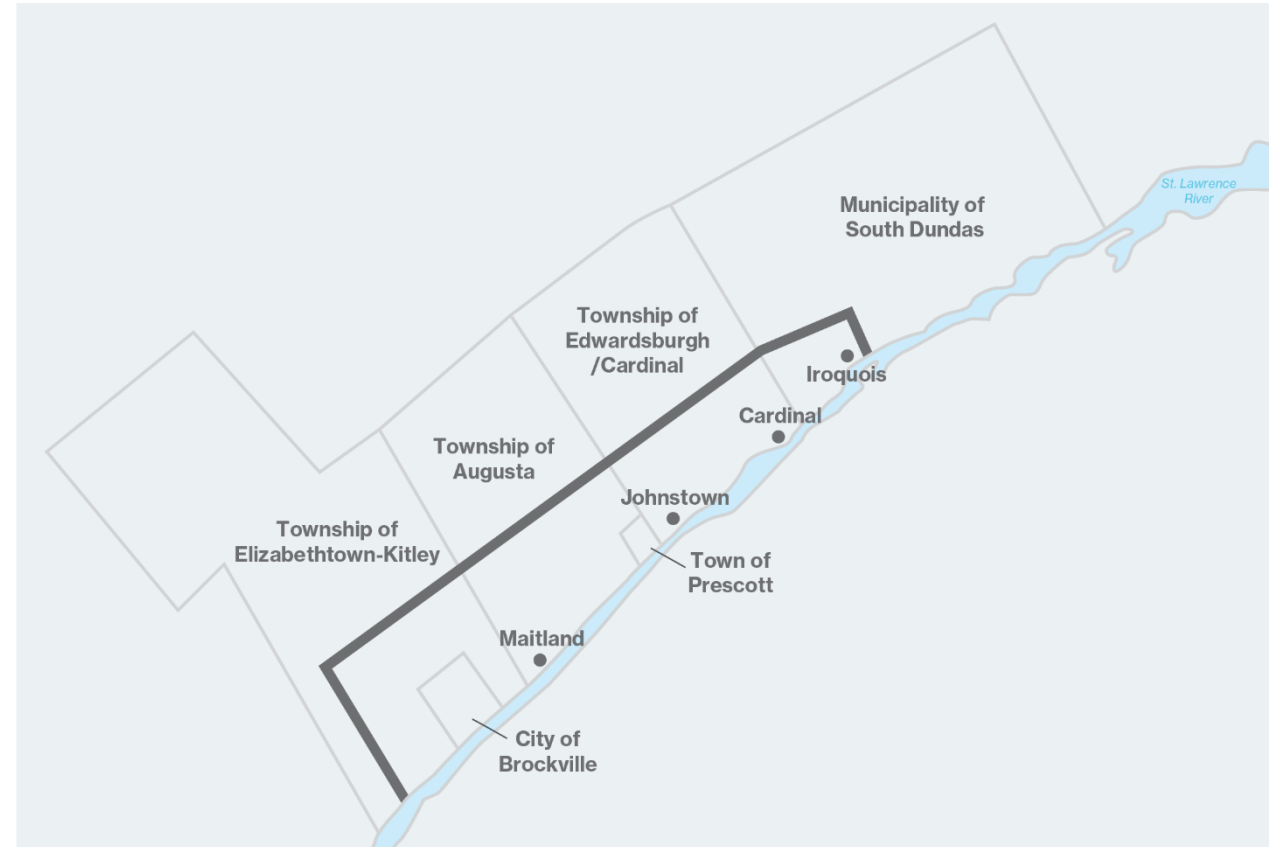 St. Lawrence
River
Municipality of
South Dundas
Township of
Edwardsburgh
/Cardinal
Iroquois
Cardinal
Township of
Augusta
Johnstown
Township of
Elizabethtown-Kitley
Town of
Prescott
Maitland
City of
Brockville